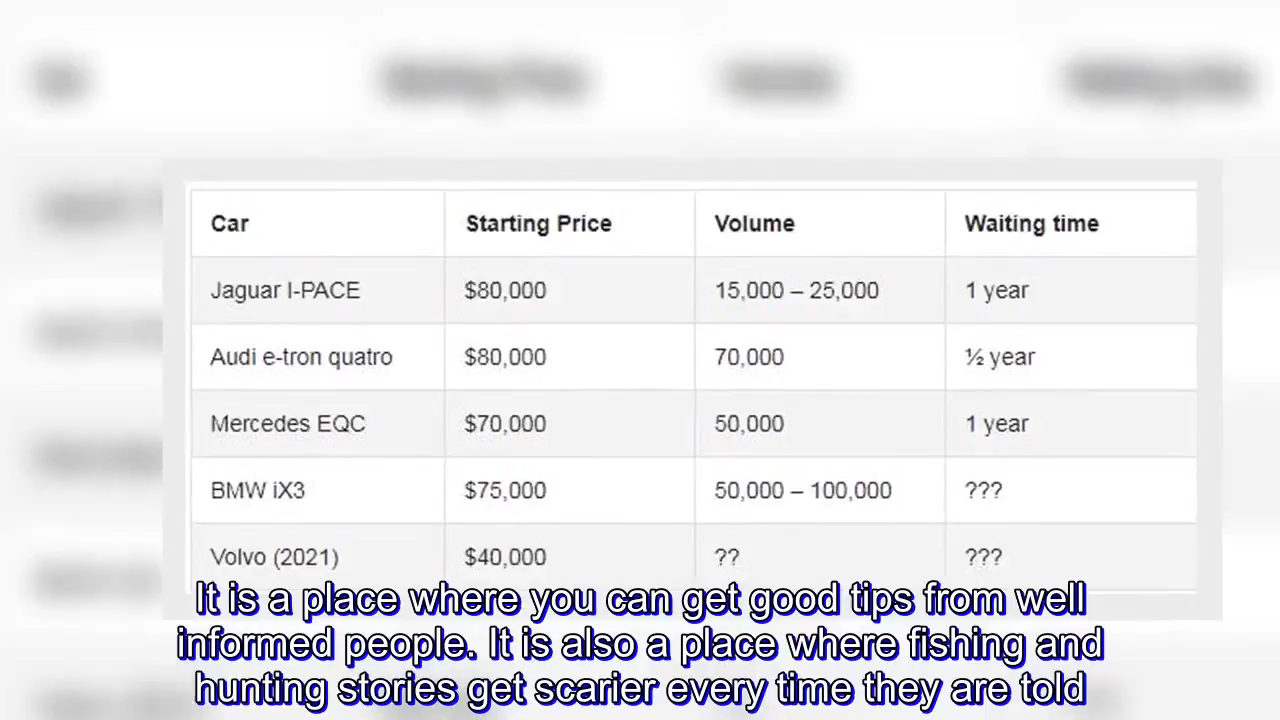 Car Starting Price Volume Waiting time
Jaguar I-PACE $80,000 15,000 – 25,000 1 year
Audi e-tron quatro $80,000 70,000 ½ year
Mercedes EQC $70,000 50,000 1 year
BMW iX3 $75,000 50,000 – 100,000 ???
Volvo (2021) $40,000 ?? ???
It is a place where you can get good tips from well
informed people. It is also a place where fishing and
hunting stories get scarier every time they are told